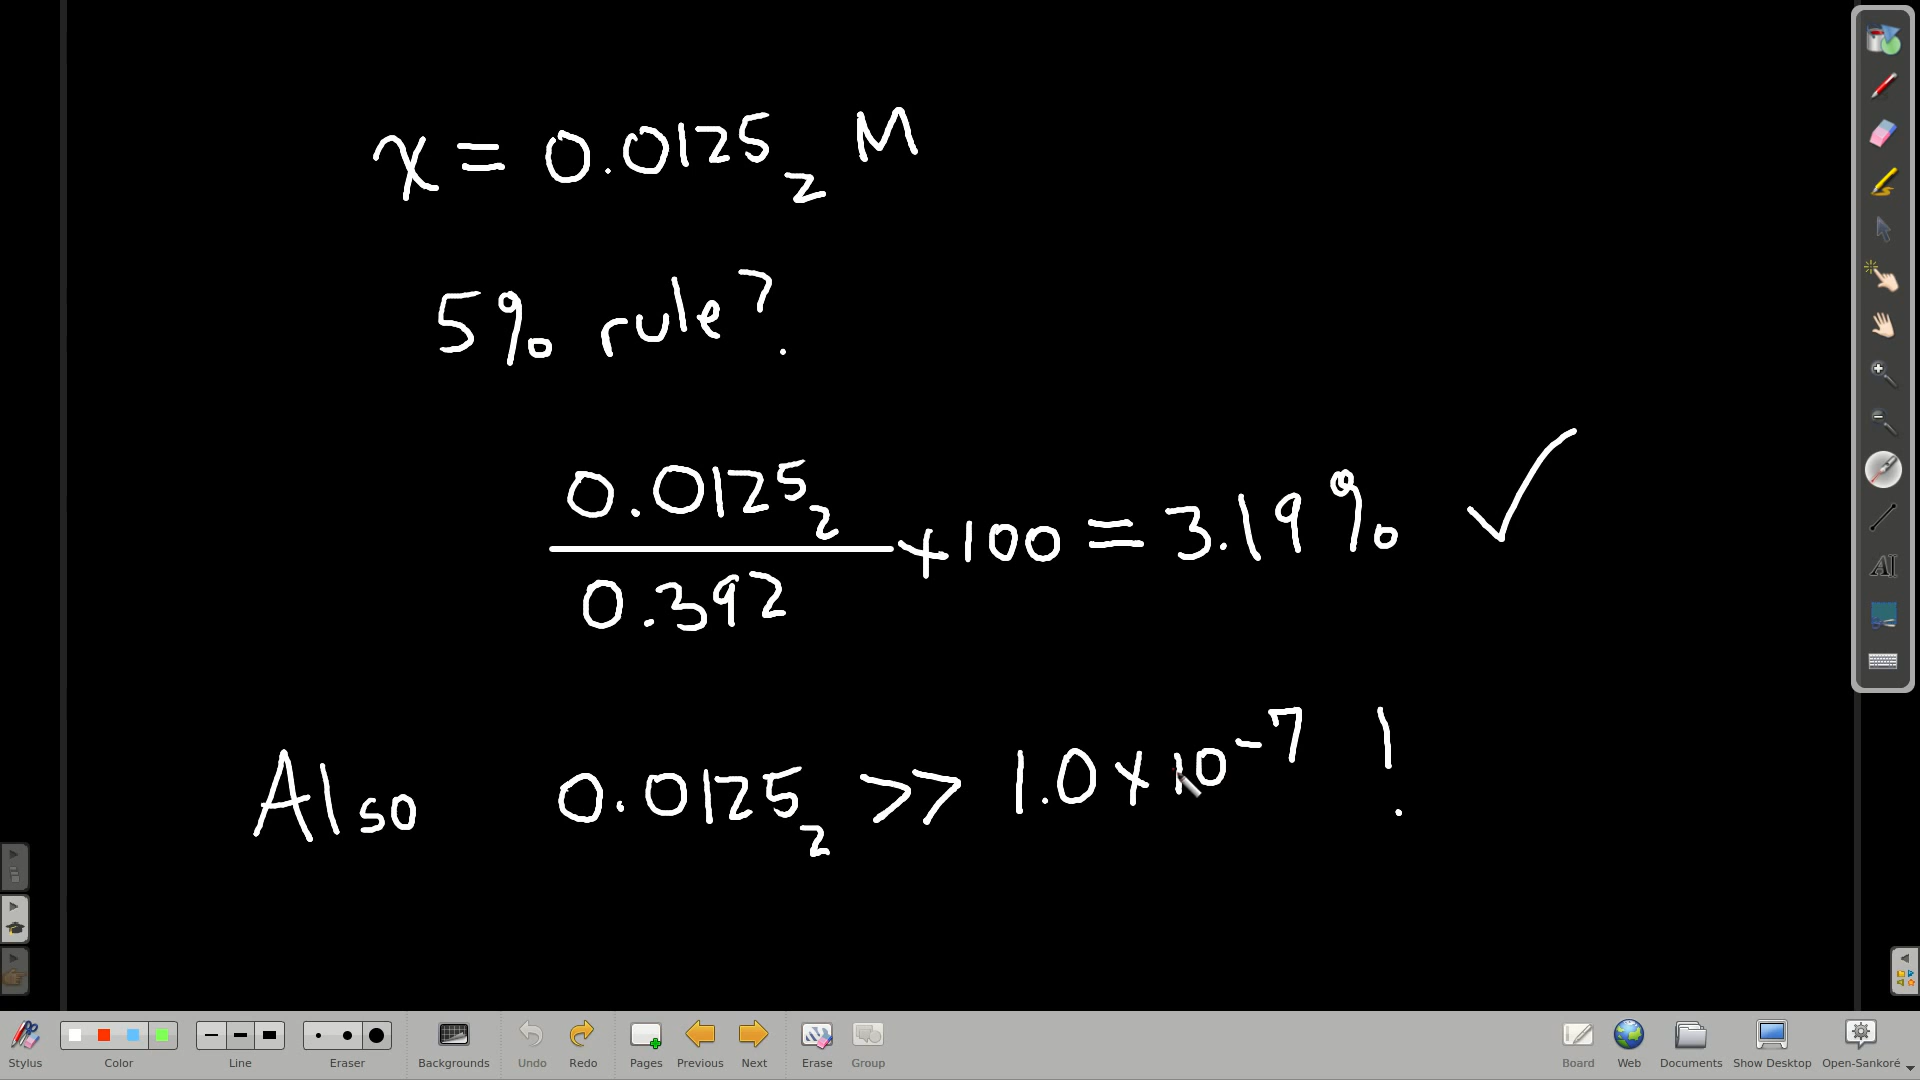 x = 0.0125₂ M
5% rule?
0.0125₂
0.392
×100 = 3.19% ✓
Also 0.0125₂ >> 1.0×10⁻⁷ !
AI
Stylus Color Line Eraser Backgrounds Undo Redo Pages Previous Next Erase Group Board Web Documents Show Desktop Open-Sankoré